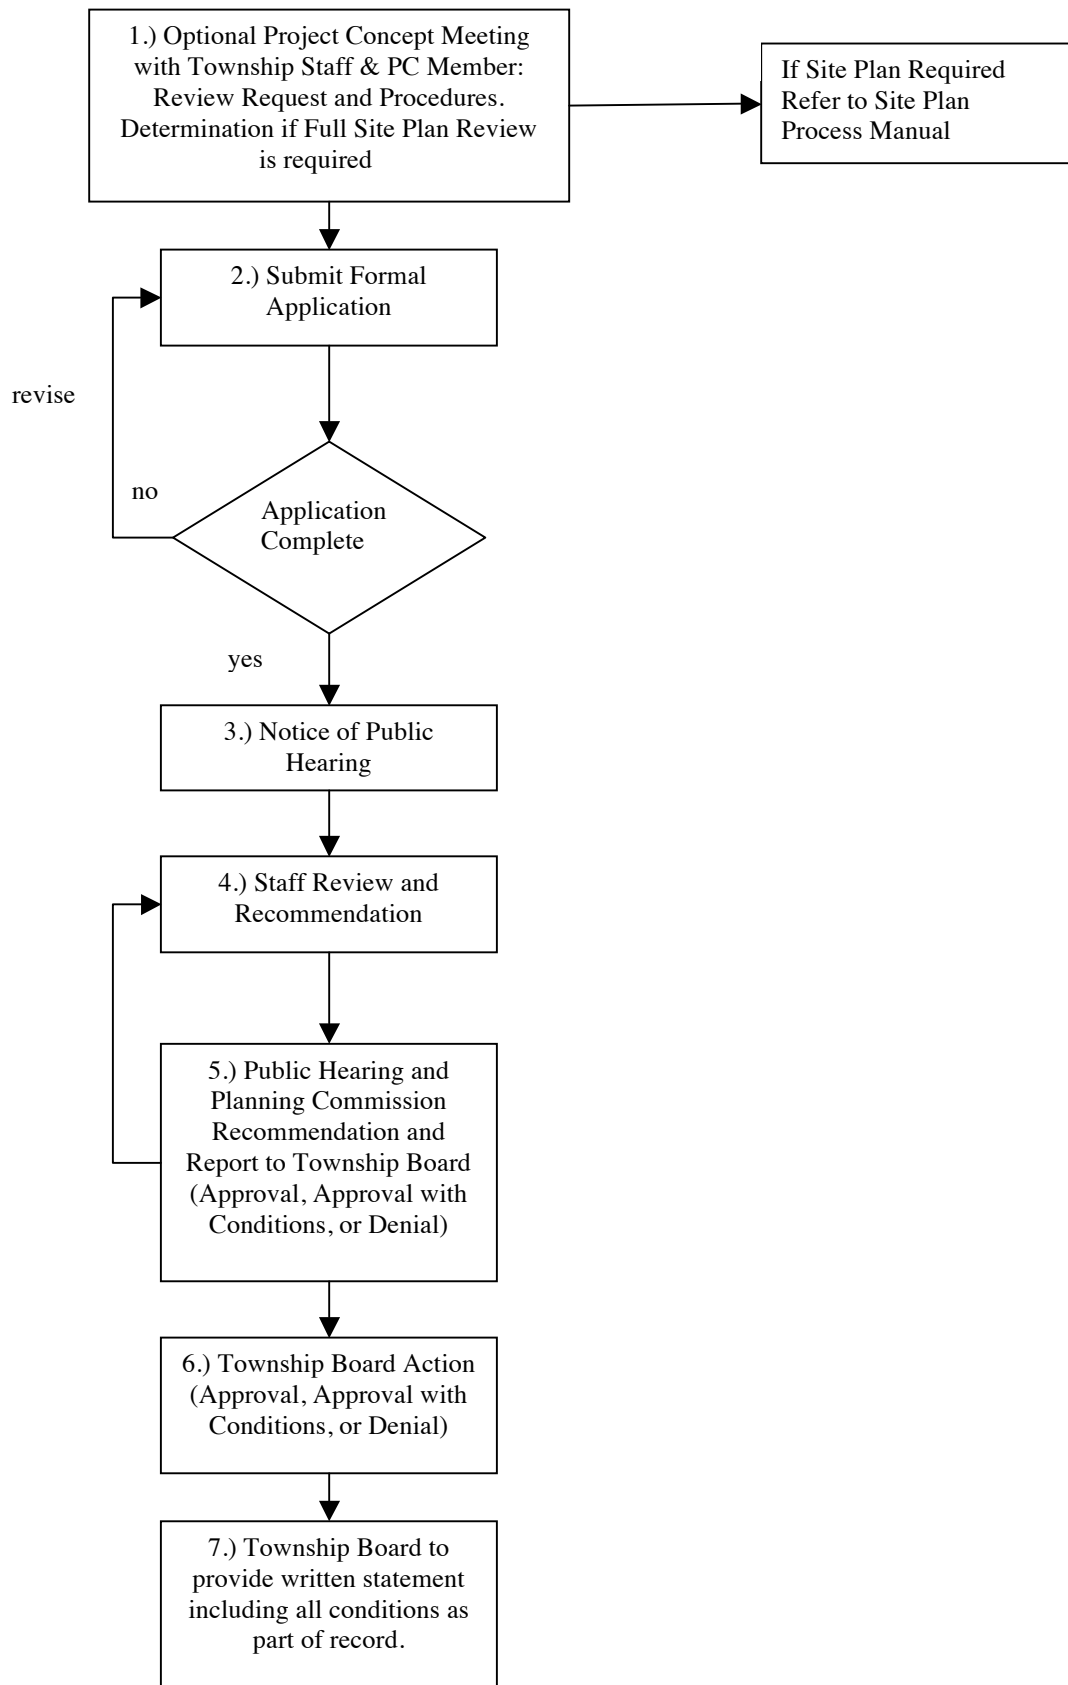 1.) Optional Project Concept Meeting
with Township Staff & PC Member:
Review Request and Procedures.
Determination if Full Site Plan Review
is required
If Site Plan Required
Refer to Site Plan
Process Manual
2.) Submit Formal
Application
revise
no
Application
Complete
yes
3.) Notice of Public
Hearing
4.) Staff Review and
Recommendation
5.) Public Hearing and
Planning Commission
Recommendation and
Report to Township Board
(Approval, Approval with
Conditions, or Denial)
6.) Township Board Action
(Approval, Approval with
Conditions, or Denial)
7.) Township Board to
provide written statement
including all conditions as
part of record.